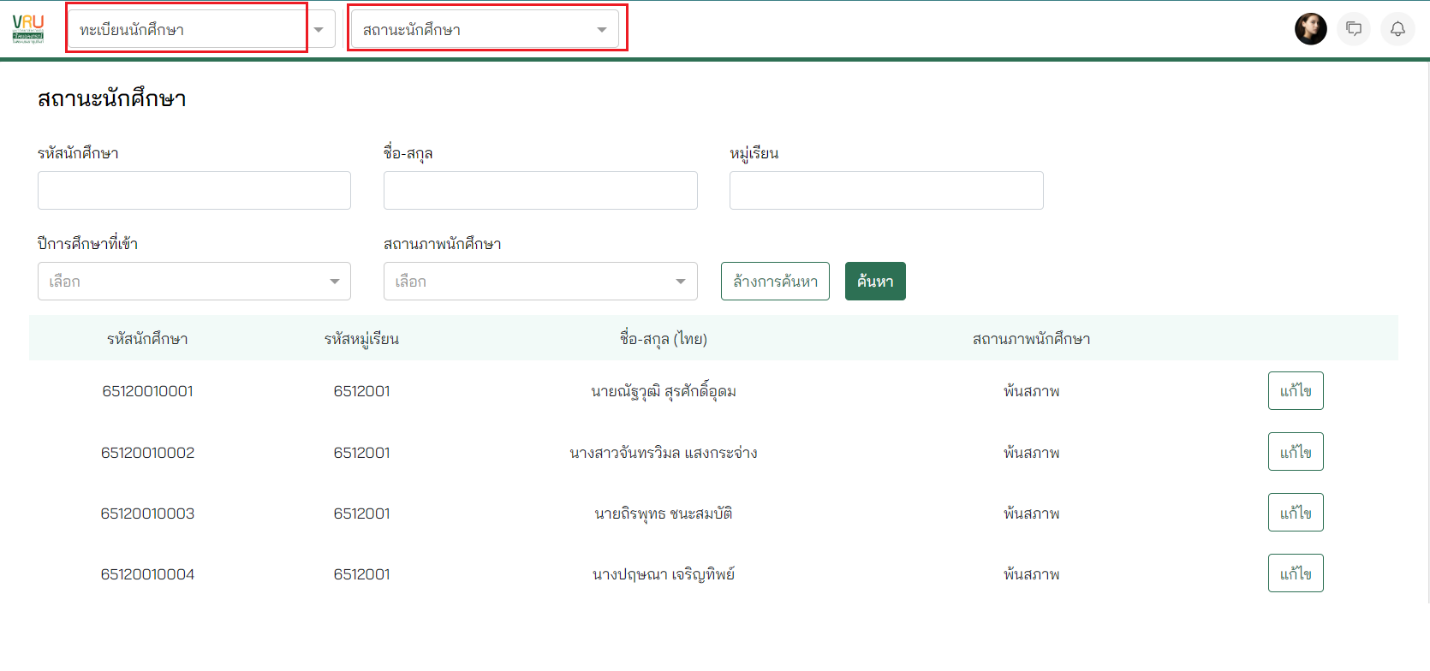 VRU
ทะเบียนนักศึกษา
สถานะนักศึกษา
สถานะนักศึกษา
รหัสนักศึกษา ชื่อ-สกุล หมู่เรียน
ปีการศึกษาที่เข้า สถานภาพนักศึกษา
เลือก เลือก ล้างการค้นหา ค้นหา
รหัสนักศึกษา รหัสหมู่เรียน ชื่อ-สกุล (ไทย) สถานภาพนักศึกษา
65120010001 6512001 นายณัฐวุฒิ สุรศักดิ์อุดม พ้นสภาพ แก้ไข
65120010002 6512001 นางสาวจันทรวิมล แสงกระจ่าง พ้นสภาพ แก้ไข
65120010003 6512001 นายถิรพุทธ ชนะสมบัติ พ้นสภาพ แก้ไข
65120010004 6512001 นางปฤษณา เจริญทิพย์ พ้นสภาพ แก้ไข